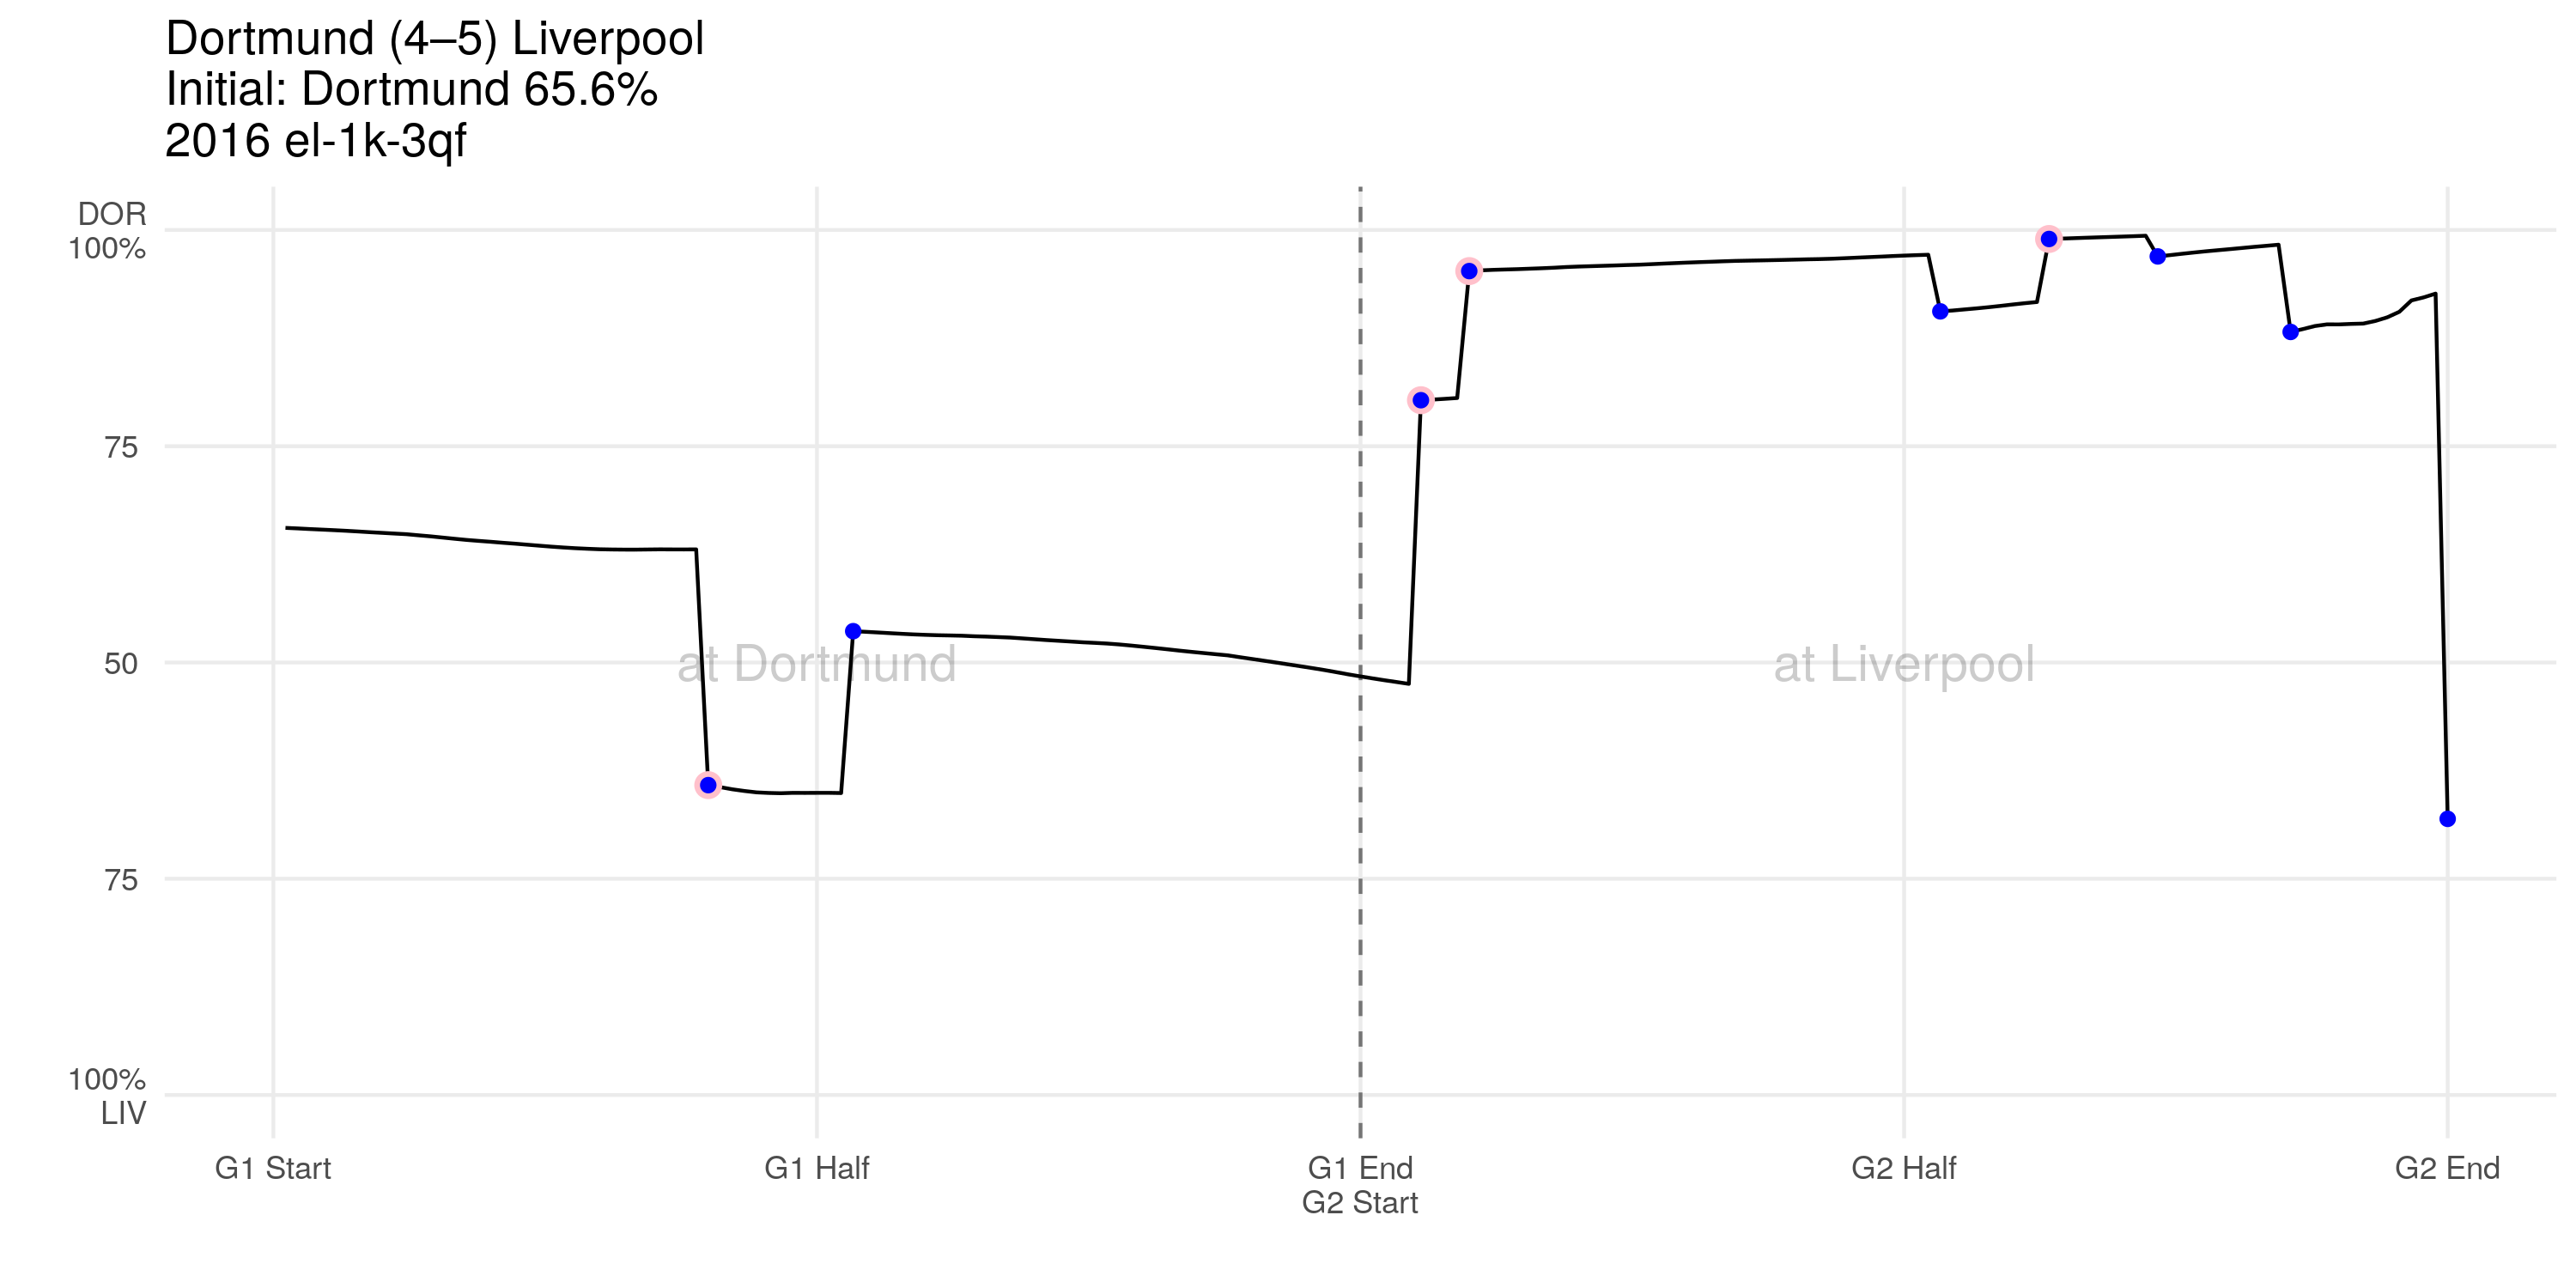 Dortmund (4–5) Liverpool
Initial: Dortmund 65.6%
2016 el-1k-3qf
DOR
100%
75
50
75
100%
LIV
at Dortmund
at Liverpool
G1 Start
G1 Half
G1 End
G2 Start
G2 Half
G2 End